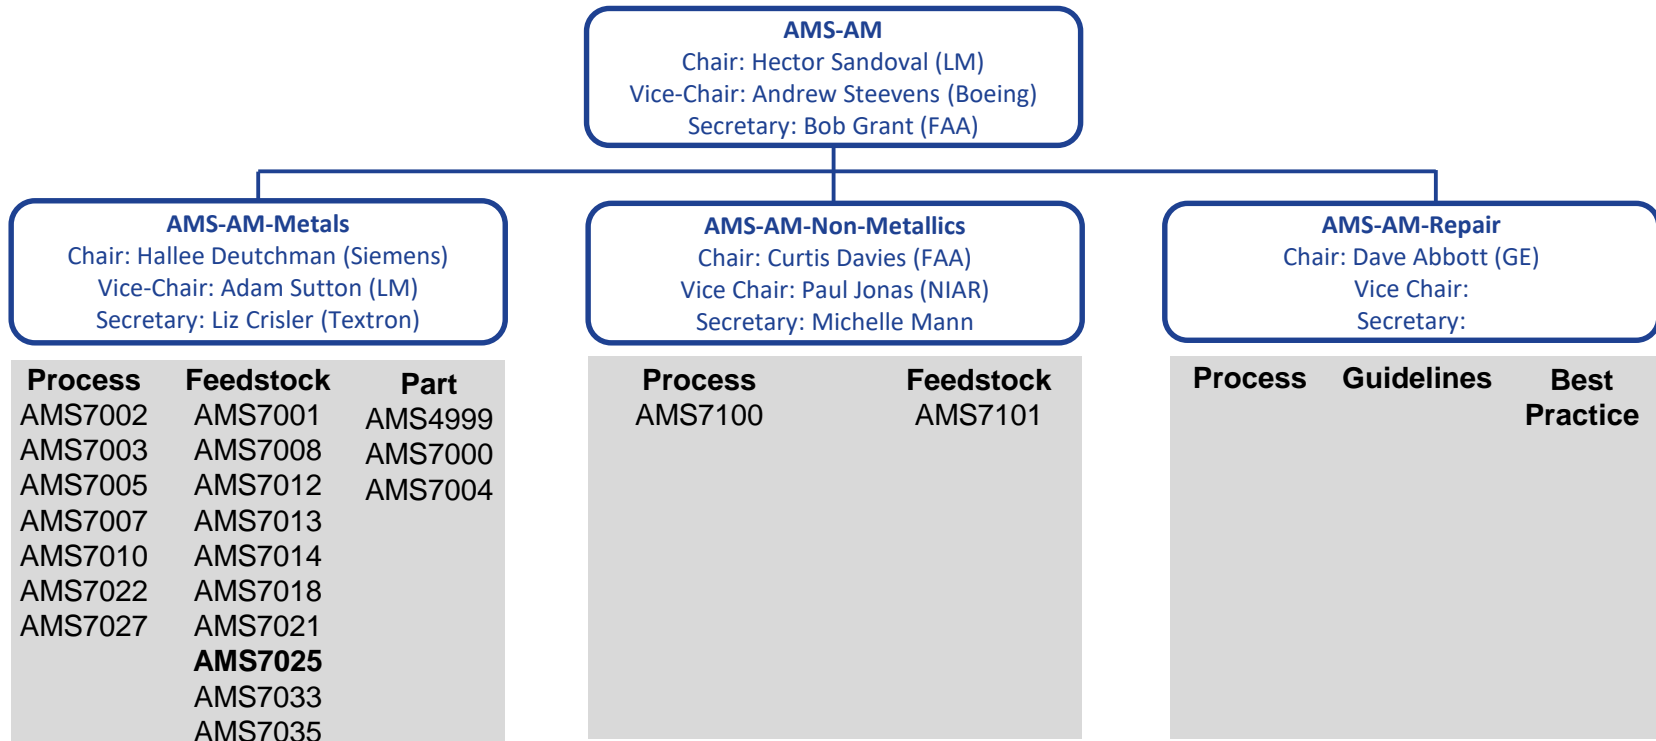 AMS-AM
Chair: Hector Sandoval (LM)
Vice-Chair: Andrew Steevens (Boeing)
Secretary: Bob Grant (FAA)
AMS-AM-Metals
Chair: Hallee Deutchman (Siemens)
Vice-Chair: Adam Sutton (LM)
Secretary: Liz Crisler (Textron)
AMS-AM-Non-Metallics
Chair: Curtis Davies (FAA)
Vice Chair: Paul Jonas (NIAR)
Secretary: Michelle Mann
AMS-AM-Repair
Chair: Dave Abbott (GE)
Vice Chair:
Secretary:
Process
AMS7002
AMS7003
AMS7005
AMS7007
AMS7010
AMS7022
AMS7027
Feedstock
AMS7001
AMS7008
AMS7012
AMS7013
AMS7014
AMS7018
AMS7021
AMS7025
AMS7033
AMS7035
Part
AMS4999
AMS7000
AMS7004
Process
AMS7100
Feedstock
AMS7101
Process
Guidelines
Best
Practice